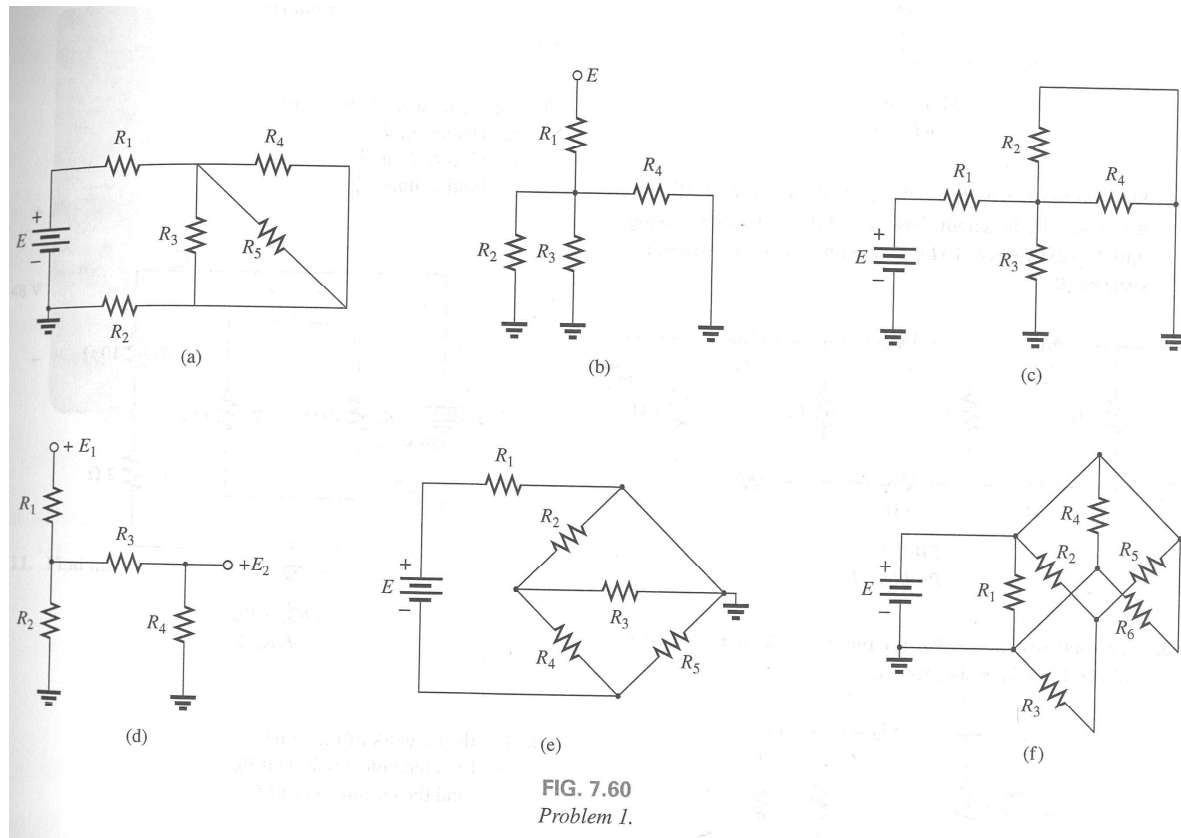 E
R1
R4
+
E
R3
R5
−
R2
(a)
E
R1
R4
R2
R3
(b)
R2
R1
R4
+
E
R3
−
(c)
+ E1
R1
R3
+E2
R2
R4
(d)
R1
R2
+
E
R3
−
R4
R5
(e)
R4
+
R2
R5
E
R1
−
R6
R3
(f)
FIG. 7.60
Problem 1.